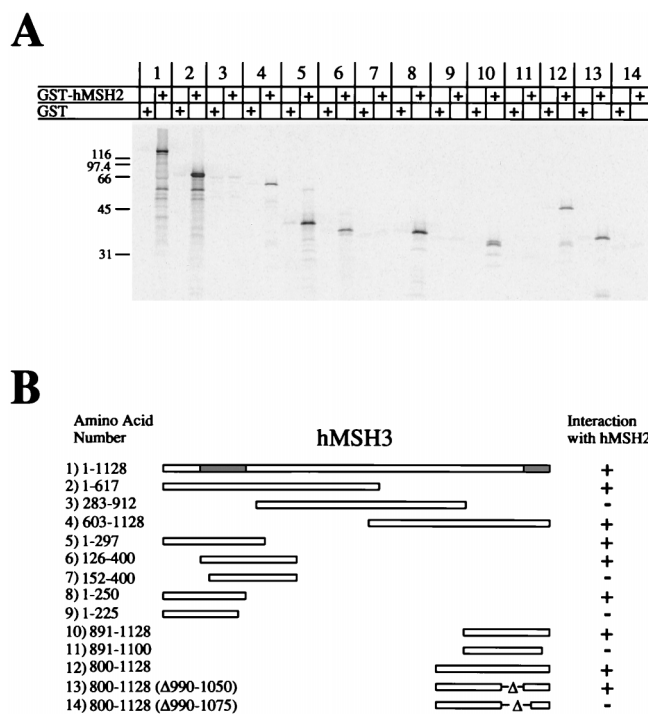 A
1 2 3 4 5 6 7 8 9 10 11 12 13 14
GST-hMSH2 + + + + + + + + + + + + + +
GST + + + + + + + + + + + + + +
116
97.4
66
45
31
B
Amino Acid Number
hMSH3
Interaction with hMSH2
1) 1-1128 +
2) 1-617 +
3) 283-912 -
4) 603-1128 +
5) 1-297 +
6) 126-400 +
7) 152-400 -
8) 1-250 +
9) 1-225 -
10) 891-1128 +
11) 891-1100 -
12) 800-1128 +
13) 800-1128 (Δ990-1050) Δ +
14) 800-1128 (Δ990-1075) Δ -